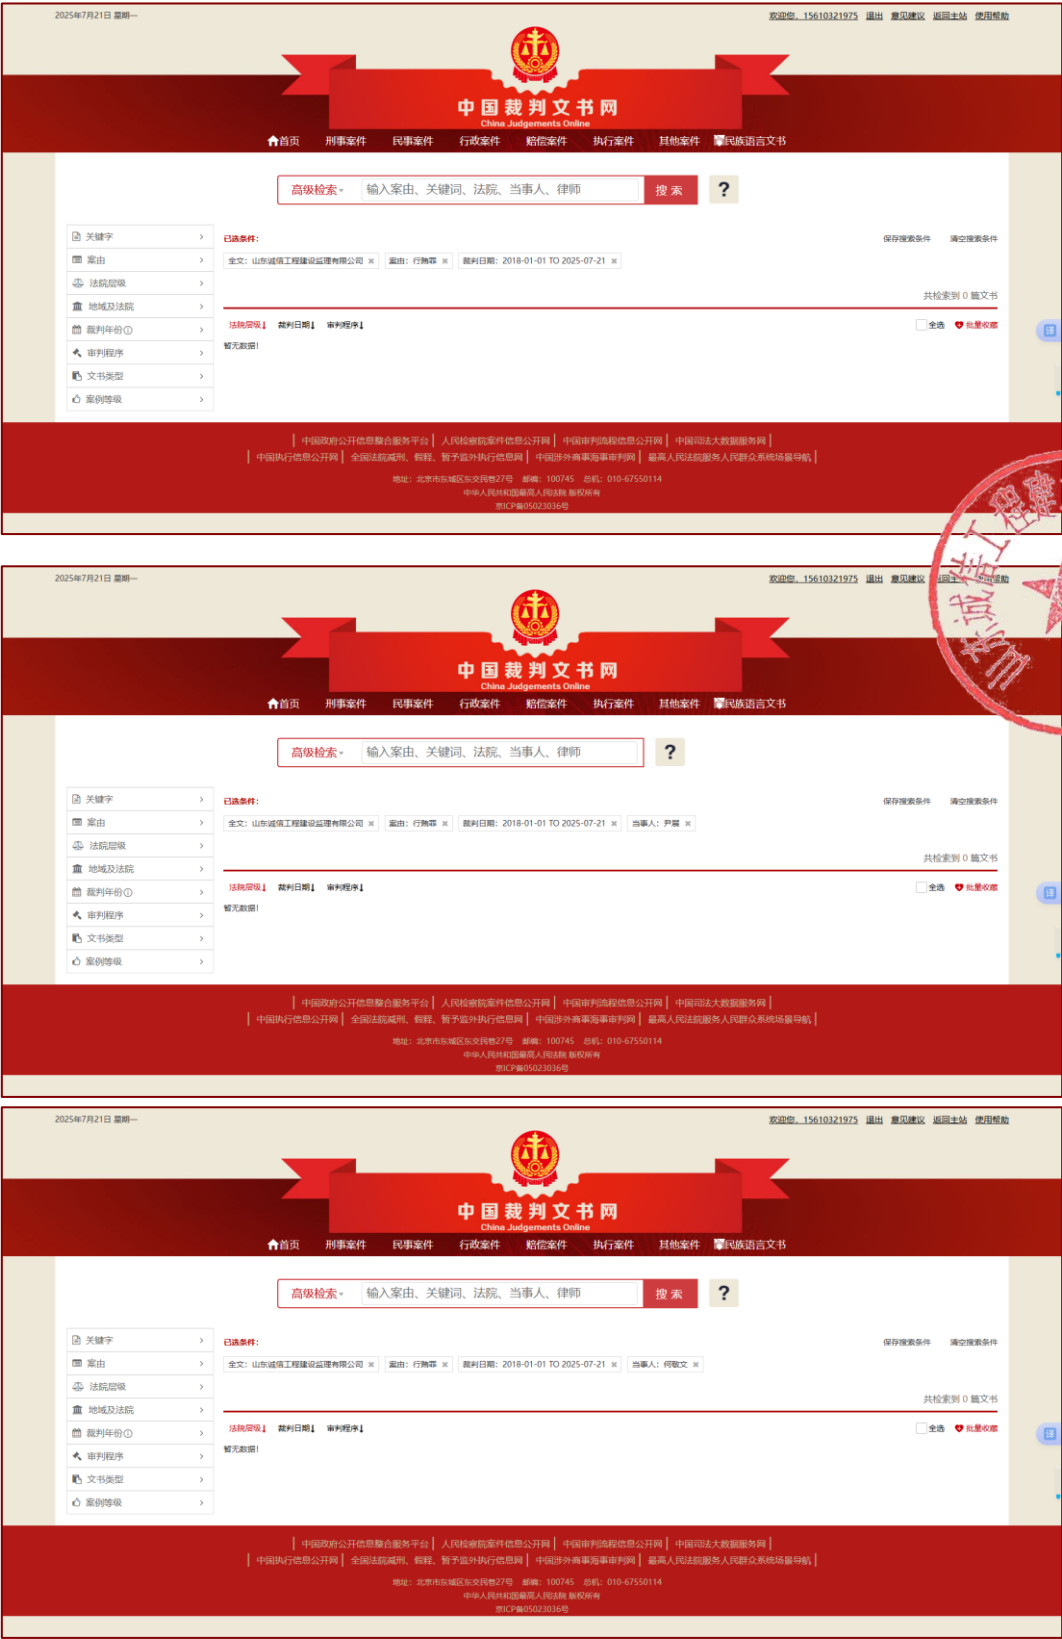 2025年7月21日 星期一
欢迎您，15610321975 退出 意见建议 返回主站 使用帮助
中国裁判文书网
China Judgements Online
首页 刑事案件 民事案件 行政案件 赔偿案件 执行案件 其他案件 民族语言文书
高级检索 输入案由、关键词、法院、当事人、律师 搜索 ?
关键字
案由
法院层级
地域及法院
裁判年份
审判程序
文书类型
案例等级
已选条件：
保存搜索条件 清空搜索条件
全文：山东诚信工程建设监理有限公司 × 案由：行贿罪 × 裁判日期：2018-01-01 TO 2025-07-21 ×
共检索到 0 篇文书
法院层级↓ 裁判日期↓ 审判程序↓
全选 批量收藏
暂无数据!
| 中国政府公开信息整合服务平台 | 人民检察院案件信息公开网 | 中国审判流程信息公开网 | 中国司法大数据服务网 |
| 中国执行信息公开网 | 全国法院减刑、假释、暂予监外执行信息网 | 中国涉外商事海事审判网 | 最高人民法院服务人民群众系统场景导航 |
地址：北京市东城区东交民巷27号 邮编：100745 总机：010-67550114
中华人民共和国最高人民法院 版权所有
京ICP备05023036号
山东诚信工程建
2025年7月21日 星期一
欢迎您，15610321975 退出 意见建议 返回主站 使用帮助
中国裁判文书网
China Judgements Online
首页 刑事案件 民事案件 行政案件 赔偿案件 执行案件 其他案件 民族语言文书
高级检索 输入案由、关键词、法院、当事人、律师 ?
关键字
案由
法院层级
地域及法院
裁判年份
审判程序
文书类型
案例等级
已选条件：
保存搜索条件 清空搜索条件
全文：山东诚信工程建设监理有限公司 × 案由：行贿罪 × 裁判日期：2018-01-01 TO 2025-07-21 × 当事人：尹展 ×
共检索到 0 篇文书
法院层级↓ 裁判日期↓ 审判程序↓
全选 批量收藏
暂无数据!
| 中国政府公开信息整合服务平台 | 人民检察院案件信息公开网 | 中国审判流程信息公开网 | 中国司法大数据服务网 |
| 中国执行信息公开网 | 全国法院减刑、假释、暂予监外执行信息网 | 中国涉外商事海事审判网 | 最高人民法院服务人民群众系统场景导航 |
地址：北京市东城区东交民巷27号 邮编：100745 总机：010-67550114
中华人民共和国最高人民法院 版权所有
京ICP备05023036号
2025年7月21日 星期一
欢迎您，15610321975 退出 意见建议 返回主站 使用帮助
中国裁判文书网
China Judgements Online
首页 刑事案件 民事案件 行政案件 赔偿案件 执行案件 其他案件 民族语言文书
高级检索 输入案由、关键词、法院、当事人、律师 搜索 ?
关键字
案由
法院层级
地域及法院
裁判年份
审判程序
文书类型
案例等级
已选条件：
保存搜索条件 清空搜索条件
全文：山东诚信工程建设监理有限公司 × 案由：行贿罪 × 裁判日期：2018-01-01 TO 2025-07-21 × 当事人：何敬文 ×
共检索到 0 篇文书
法院层级↓ 裁判日期↓ 审判程序↓
全选 批量收藏
暂无数据!
| 中国政府公开信息整合服务平台 | 人民检察院案件信息公开网 | 中国审判流程信息公开网 | 中国司法大数据服务网 |
| 中国执行信息公开网 | 全国法院减刑、假释、暂予监外执行信息网 | 中国涉外商事海事审判网 | 最高人民法院服务人民群众系统场景导航 |
地址：北京市东城区东交民巷27号 邮编：100745 总机：010-67550114
中华人民共和国最高人民法院 版权所有
京ICP备05023036号